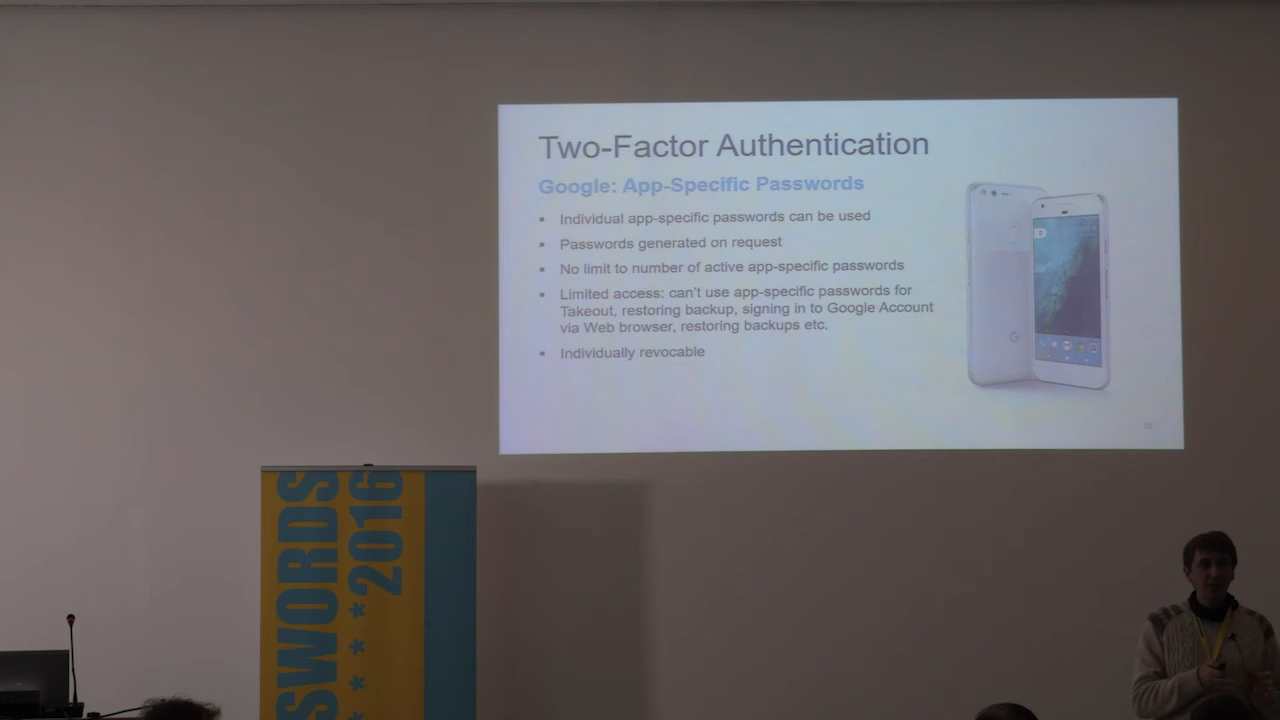 Two-Factor Authentication
Google: App-Specific Passwords
Individual app-specific passwords can be used
Passwords generated on request
No limit to number of active app-specific passwords
Limited access: can't use app-specific passwords for
Takeout, restoring backup, signing in to Google Account
via Web browser, restoring backups etc.
Individually revocable
SWORDS
****2016